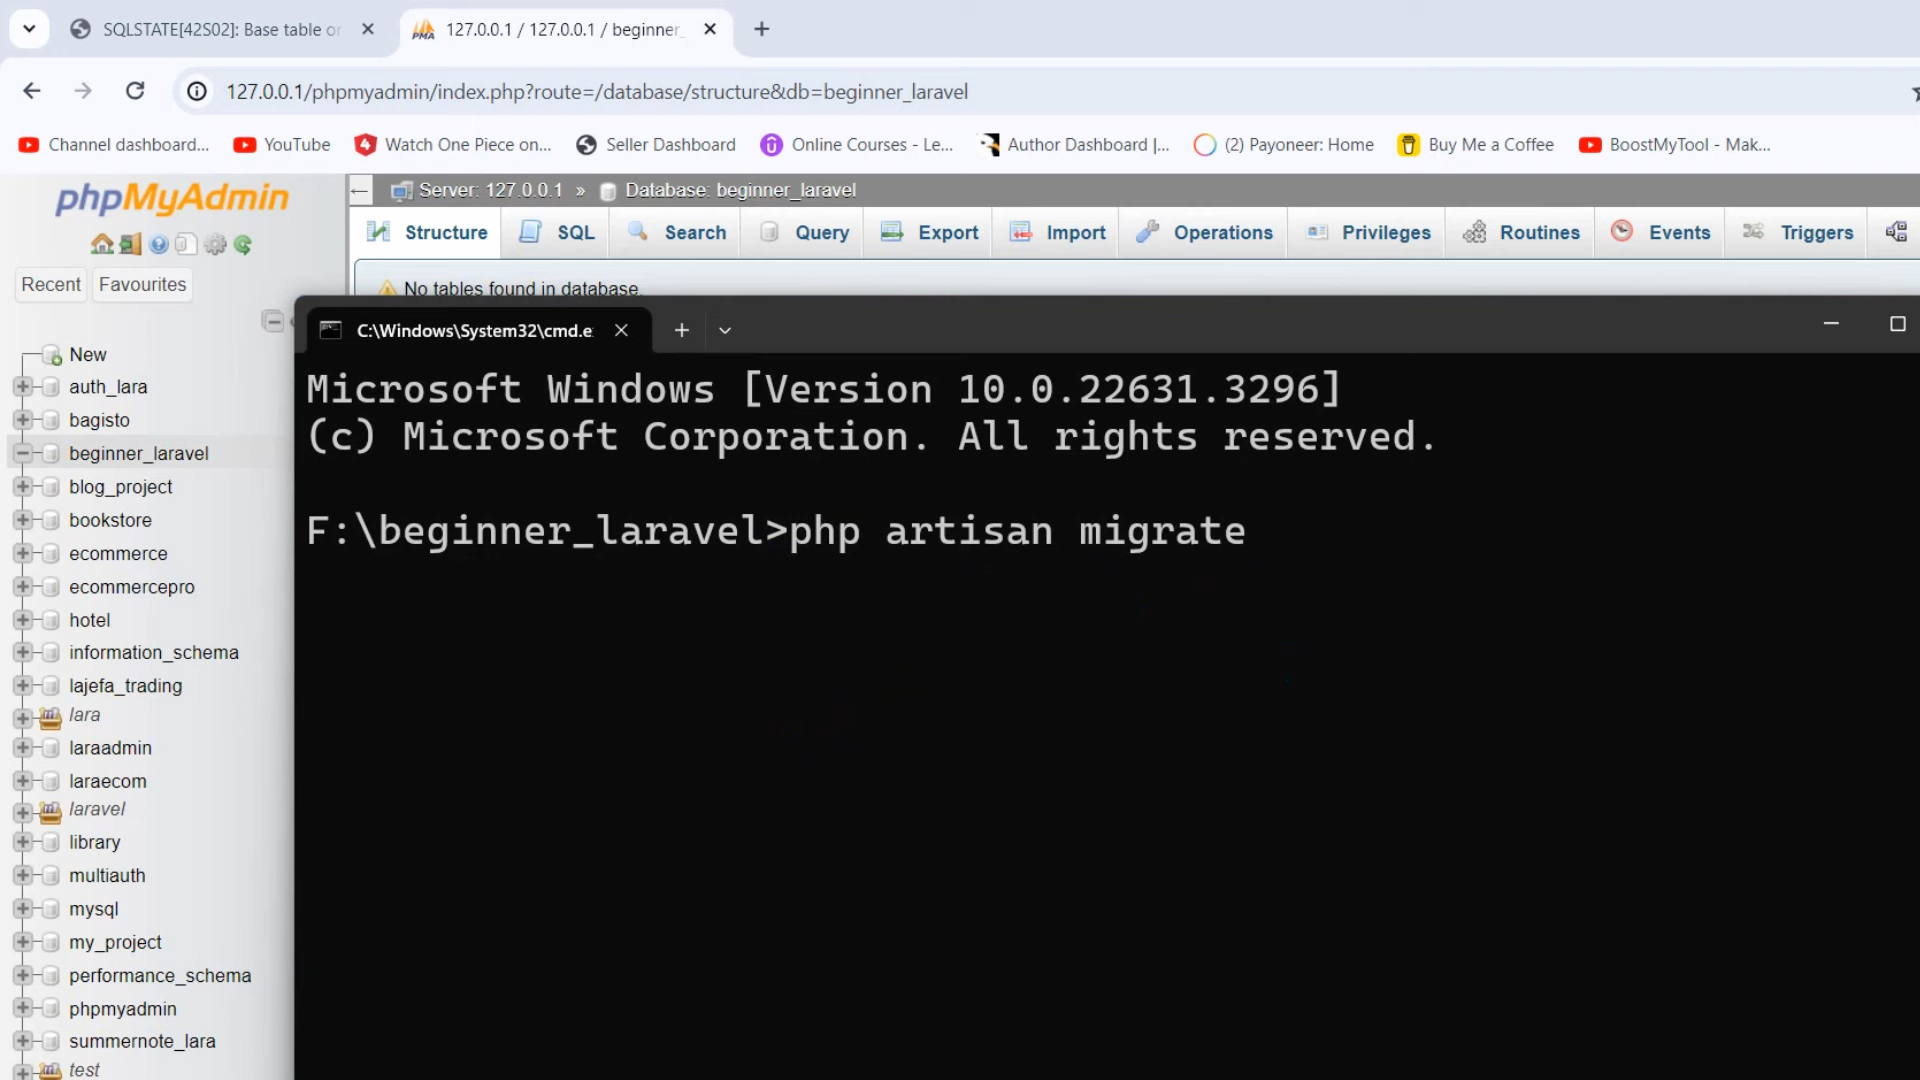 SQLSTATE[42S02]: Base table or
127.0.0.1 / 127.0.0.1 / beginner_
127.0.0.1/phpmyadmin/index.php?route=/database/structure&db=beginner_laravel
Channel dashboard...
YouTube
Watch One Piece on...
Seller Dashboard
Online Courses - Le...
Author Dashboard |...
(2) Payoneer: Home
Buy Me a Coffee
BoostMyTool - Mak...
phpMyAdmin
Server: 127.0.0.1 » Database: beginner_laravel
Structure
SQL
Search
Query
Export
Import
Operations
Privileges
Routines
Events
Triggers
Recent
Favourites
No tables found in database.
New
auth_lara
bagisto
beginner_laravel
blog_project
bookstore
ecommerce
ecommercepro
hotel
information_schema
lajefa_trading
lara
laraadmin
laraecom
laravel
library
multiauth
mysql
my_project
performance_schema
phpmyadmin
summernote_lara
test
C:\Windows\System32\cmd.e
Microsoft Windows [Version 10.0.22631.3296]
(c) Microsoft Corporation. All rights reserved.
F:\beginner_laravel>php artisan migrate